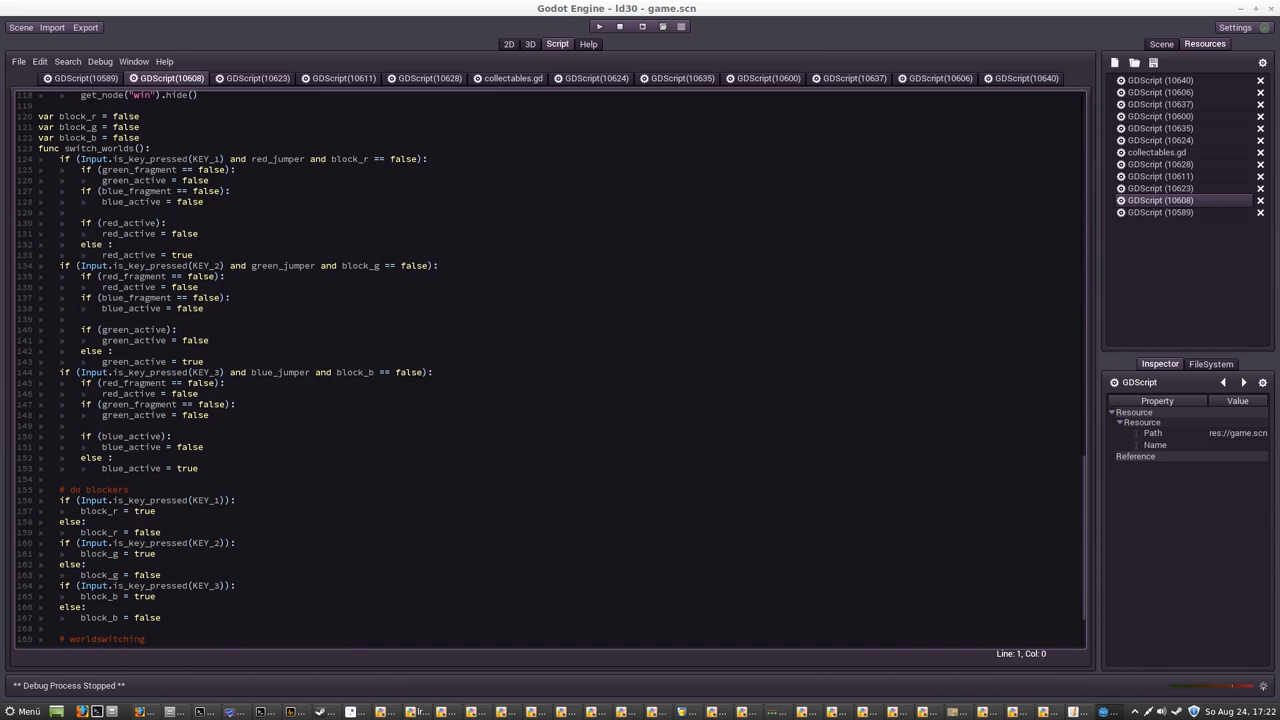 Godot Engine - ld30 - game.scn
Scene Import Export
Settings
2D 3D Script Help
Scene Resources
File Edit Search Debug Window Help
GDScript(10589) GDScript(10608) GDScript(10623) GDScript(10611) GDScript(10628) collectables.gd GDScript(10624) GDScript(10635) GDScript(10600) GDScript(10637) GDScript(10606) GDScript(10640)
118 » » get_node("win").hide()
119
120 var block_r = false
121 var block_g = false
122 var block_b = false
123 func switch_worlds():
124 » if (Input.is_key_pressed(KEY_1) and red_jumper and block_r == false):
125 » » if (green_fragment == false):
126 » » » green_active = false
127 » » if (blue_fragment == false):
128 » » » blue_active = false
129 » »
130 » » if (red_active):
131 » » » red_active = false
132 » » else :
133 » » » red_active = true
134 » if (Input.is_key_pressed(KEY_2) and green_jumper and block_g == false):
135 » » if (red_fragment == false):
136 » » » red_active = false
137 » » if (blue_fragment == false):
138 » » » blue_active = false
139 » »
140 » » if (green_active):
141 » » » green_active = false
142 » » else :
143 » » » green_active = true
144 » if (Input.is_key_pressed(KEY_3) and blue_jumper and block_b == false):
145 » » if (red_fragment == false):
146 » » » red_active = false
147 » » if (green_fragment == false):
148 » » » green_active = false
149 » »
150 » » if (blue_active):
151 » » » blue_active = false
152 » » else :
153 » » » blue_active = true
154 »
155 » # do blockers
156 » if (Input.is_key_pressed(KEY_1)):
157 » » block_r = true
158 » else:
159 » » block_r = false
160 » if (Input.is_key_pressed(KEY_2)):
161 » » block_g = true
162 » else:
163 » » block_g = false
164 » if (Input.is_key_pressed(KEY_3)):
165 » » block_b = true
166 » else:
167 » » block_b = false
168 »
169 » # worldswitching
Line: 1, Col: 0
GDScript (10640)
GDScript (10606)
GDScript (10637)
GDScript (10600)
GDScript (10635)
GDScript (10624)
collectables.gd
GDScript (10628)
GDScript (10611)
GDScript (10623)
GDScript (10608)
GDScript (10589)
Inspector FileSystem
GDScript
Property Value
Resource
Resource
Path res://game.scn
Name
Reference
** Debug Process Stopped **
Menü
So Aug 24, 17:22